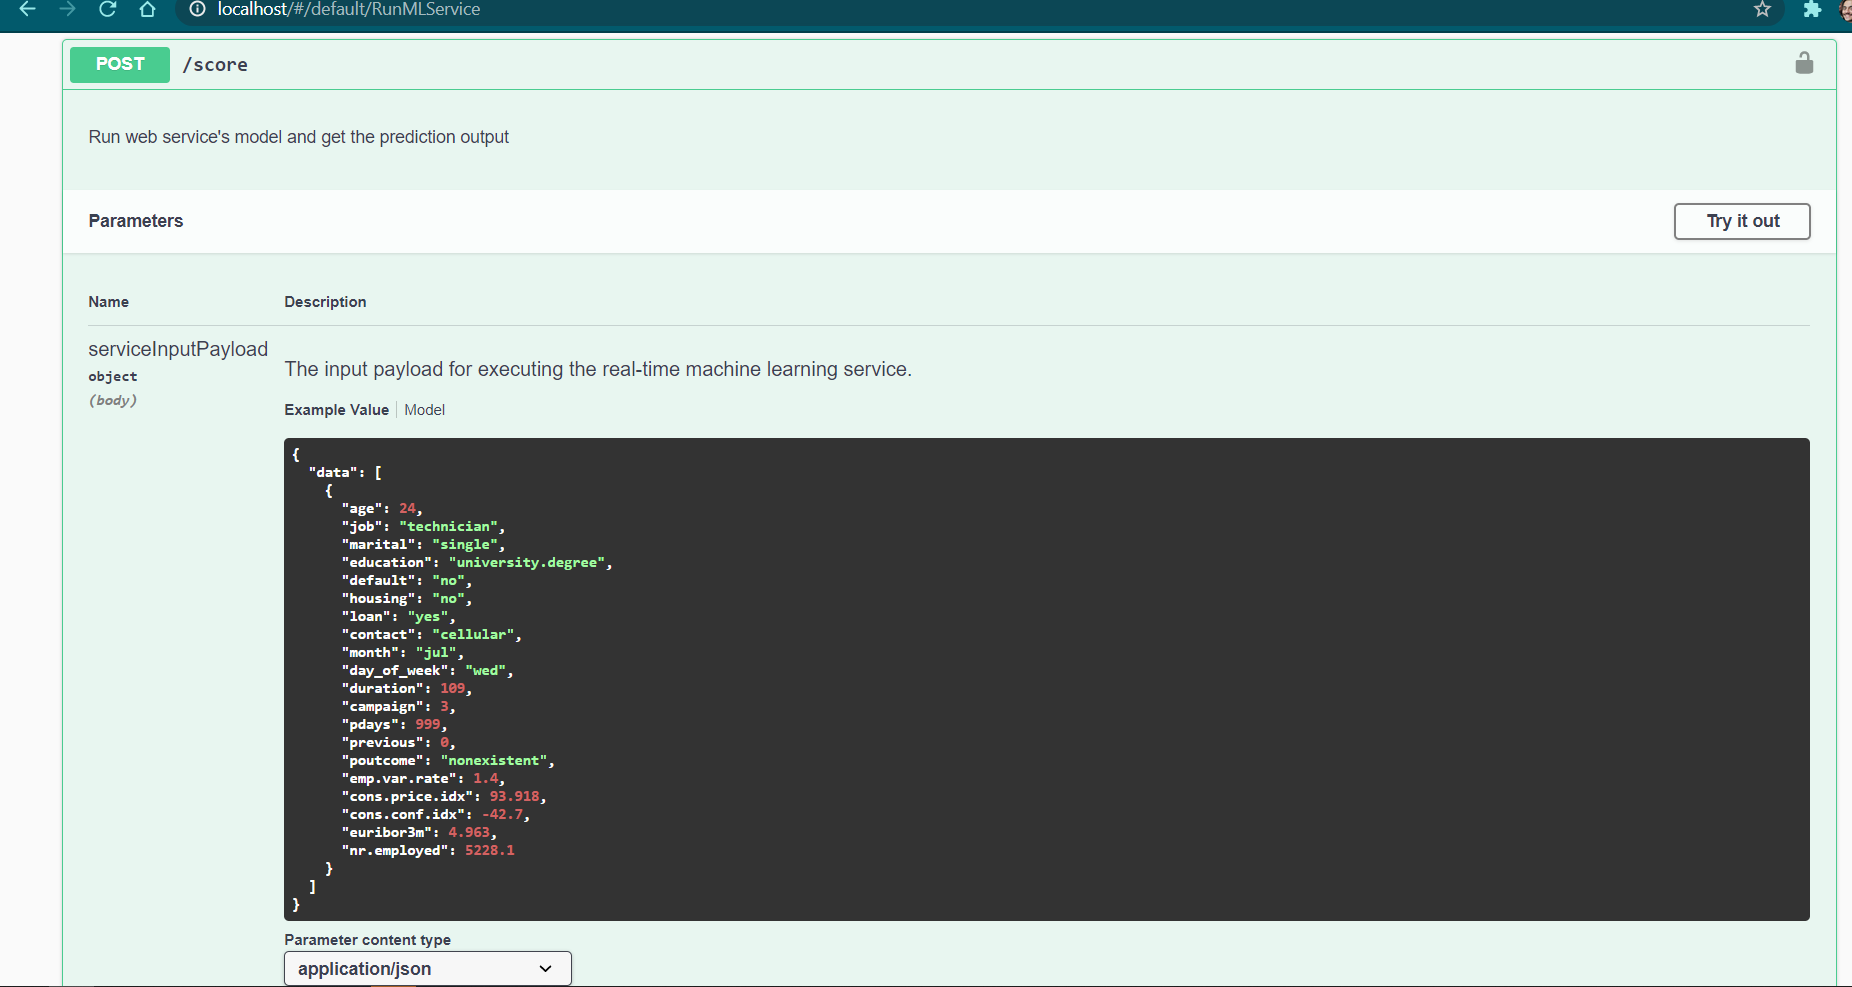 localhost/#/default/RunMLService
POST /score
Run web service's model and get the prediction output
Parameters
Try it out
Name Description
serviceInputPayload
object
(body)
The input payload for executing the real-time machine learning service.
Example Value Model
{
"data": [
{
"age": 24,
"job": "technician",
"marital": "single",
"education": "university.degree",
"default": "no",
"housing": "no",
"loan": "yes",
"contact": "cellular",
"month": "jul",
"day_of_week": "wed",
"duration": 109,
"campaign": 3,
"pdays": 999,
"previous": 0,
"poutcome": "nonexistent",
"emp.var.rate": 1.4,
"cons.price.idx": 93.918,
"cons.conf.idx": -42.7,
"euribor3m": 4.963,
"nr.employed": 5228.1
}
]
}
Parameter content type
application/json